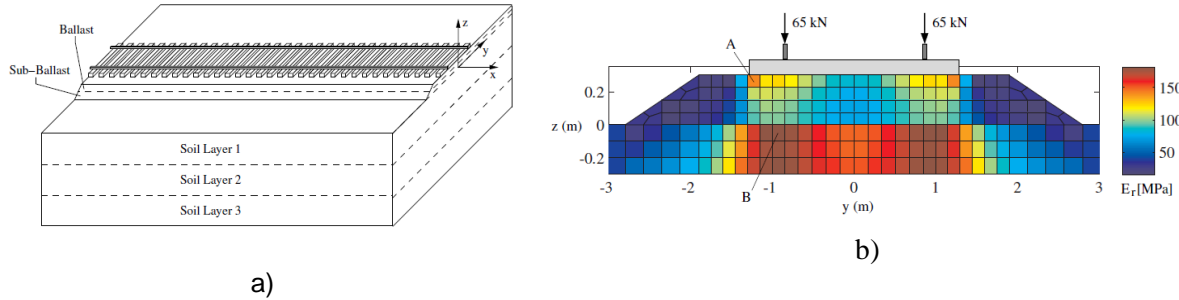 Ballast
Sub-Ballast
z
y
x
Soil Layer 1
Soil Layer 2
Soil Layer 3
a)
65 kN
65 kN
A
0.2
z (m)
0
-0.2
-3
-2
-1
0
1
2
3
B
y (m)
150
100
50
E_r[MPa]
b)